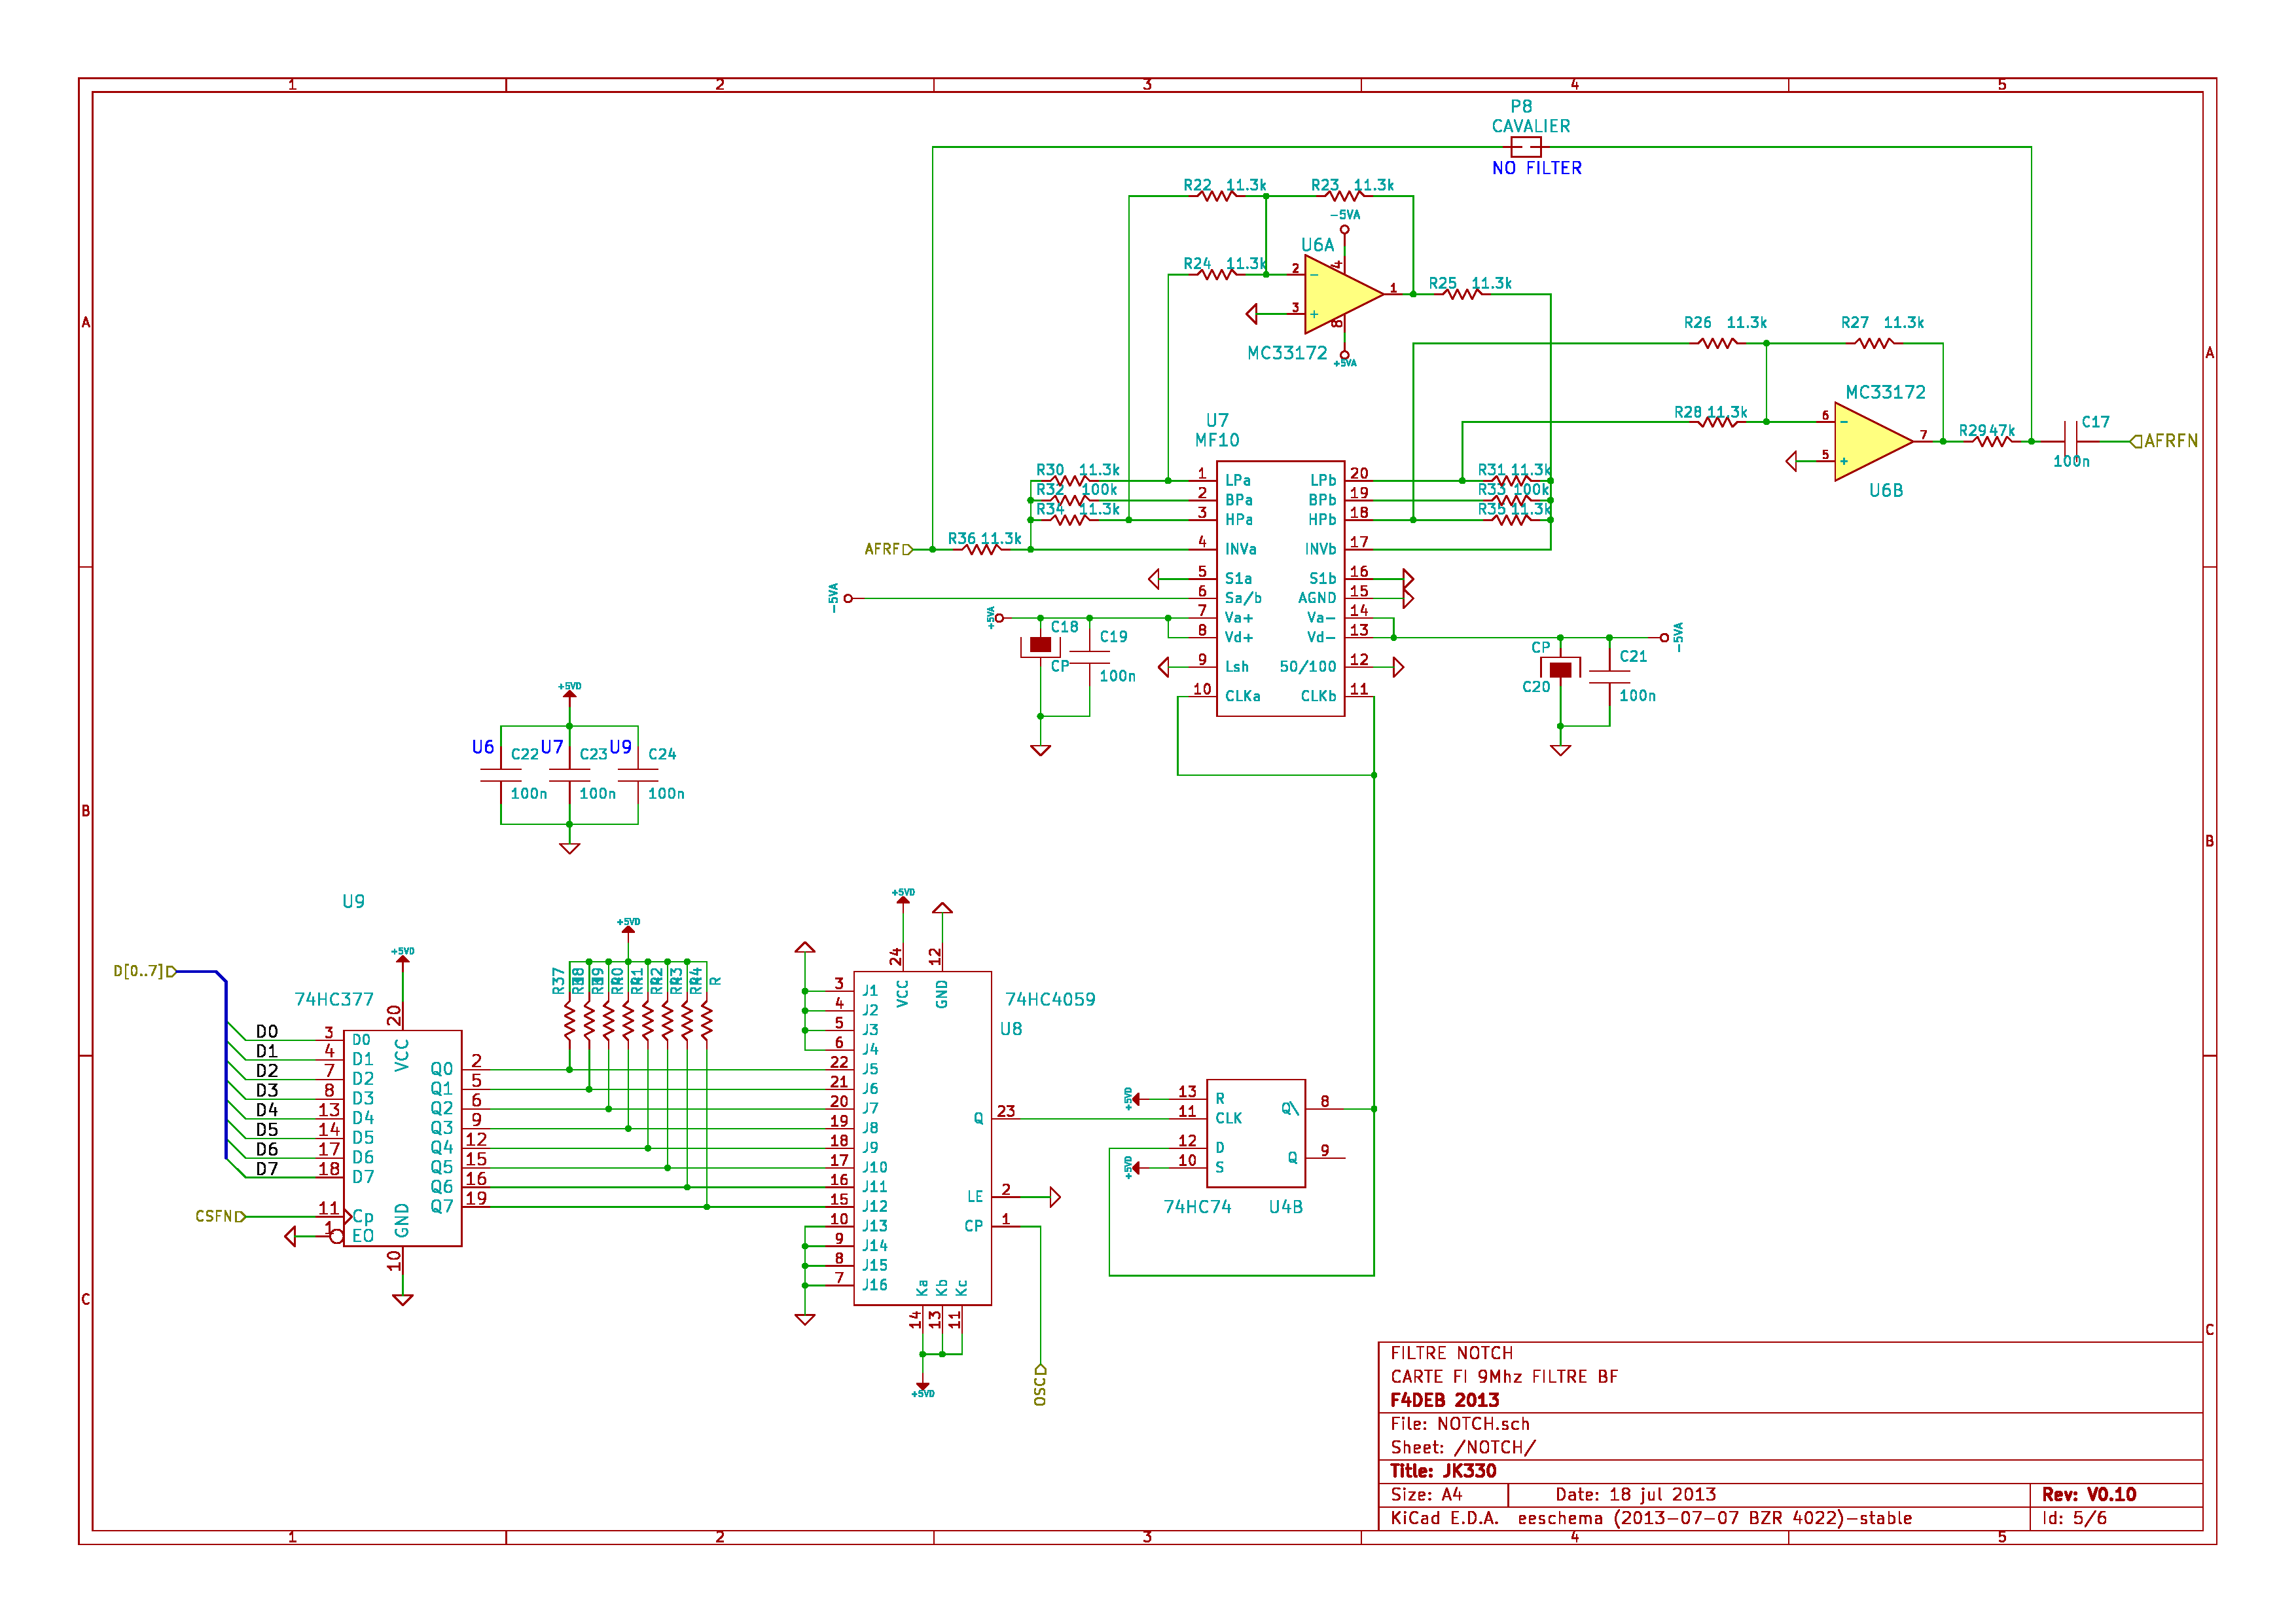 1 2 3 4 5
P8
CAVALIER
NO FILTER
R22 11.3k R23 11.3k
-5VA
U6A
R24 11.3k
2
4
1
3
8
R25 11.3k
MC33172
+5VA
R26 11.3k R27 11.3k
A
A
MC33172
R28 11.3k
6
7
5
R29 47k
C17
100n
AFRFN
U6B
U7
MF10
R30 11.3k
R32 100k
R34 11.3k
R36 11.3k
AFRF
1 LPa LPb 20
2 BPa BPb 19
3 HPa HPb 18
4 INVa INVb 17
5 S1a S1b 16
6 Sa/b AGND 15
7 Va+ Va- 14
8 Vd+ Vd- 13
9 Lsh 50/100 12
10 CLKa CLKb 11
R31 11.3k
R33 100k
R35 11.3k
-5VA
+5VA
C18
CP
C19
100n
-5VA
CP
C20
C21
100n
+5VD
U6 C22 U7 C23 U9 C24
100n 100n 100n
B
B
U9
+5VD
74HC377
D[0..7]
D0 3 D0
D1 4 D1
D2 7 D2
D3 8 D3
D4 13 D4
D5 14 D5
D6 17 D6
D7 18 D7
CSFN 11 Cp
1 EO
20 VCC
GND 10
Q0 2
Q1 5
Q2 6
Q3 9
Q4 12
Q5 15
Q6 16
Q7 19
+5VD
R37
R
+5VD
24 VCC
12 GND
74HC4059
U8
3 J1
4 J2
5 J3
6 J4
22 J5
21 J6
20 J7
19 J8
18 J9
17 J10
16 J11
15 J12
10 J13
9 J14
8 J15
7 J16
Q 23
LE 2
CP 1
Ka Kb Kc
14 13 11
+5VD
OSC
+5VD 13 R
11 CLK
12 D
+5VD 10 S
Q/ 8
Q 9
74HC74 U4B
C
C
FILTRE NOTCH
CARTE FI 9Mhz FILTRE BF
F4DEB 2013
File: NOTCH.sch
Sheet: /NOTCH/
Title: JK330
Size: A4 Date: 18 jul 2013 Rev: V0.10
KiCad E.D.A. eeschema (2013-07-07 BZR 4022)-stable Id: 5/6
1 2 3 4 5